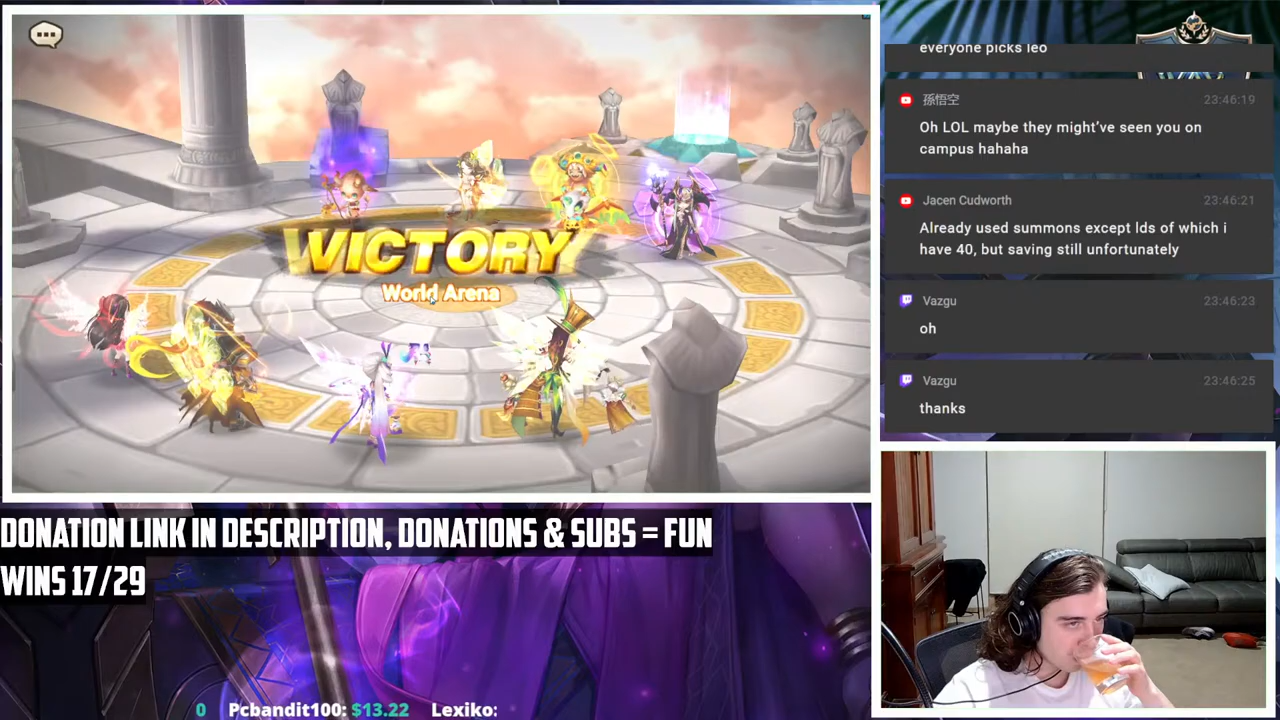 VICTORY
World Arena
everyone picks leo
孫悟空 23:46:19
Oh LOL maybe they might've seen you on
campus hahaha
Jacen Cudworth 23:46:21
Already used summons except lds of which i
have 40, but saving still unfortunately
Vazgu 23:46:23
oh
Vazgu 23:46:25
thanks
DONATION LINK IN DESCRIPTION, DONATIONS & SUBS = FUN
WINS 17/29
0 Pcbandit100: $13.22 Lexiko: